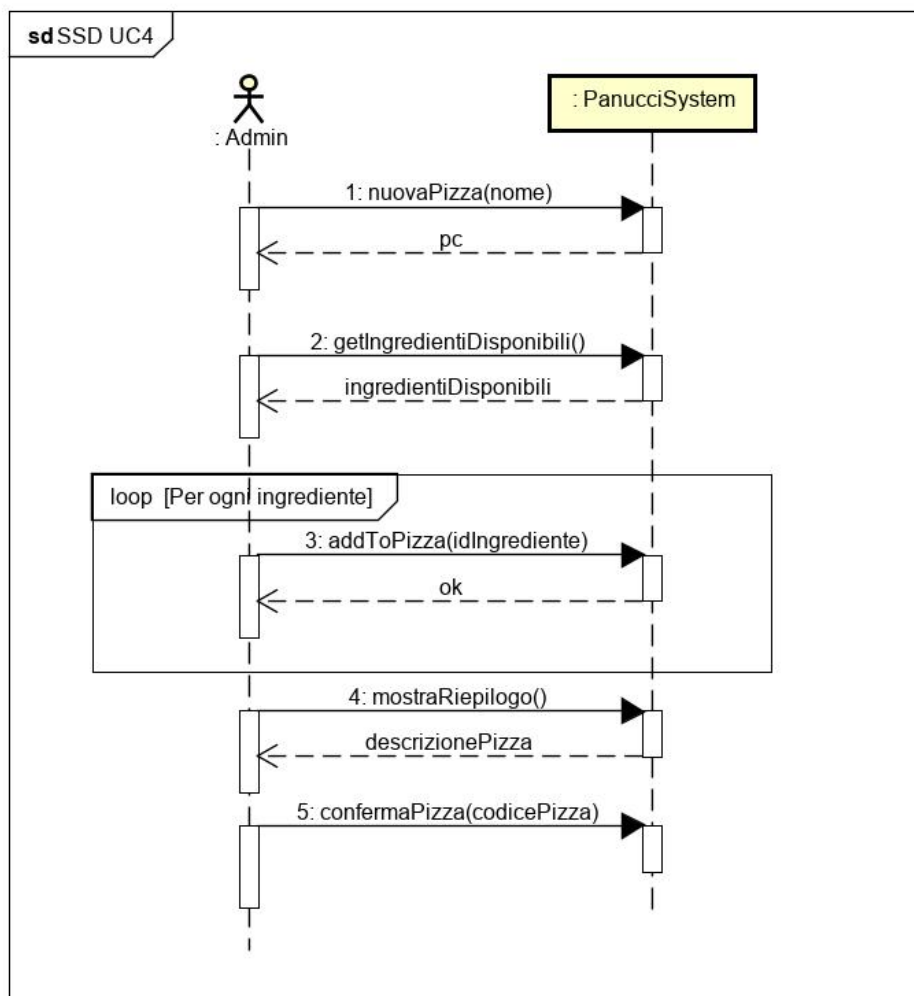 sd SSD UC4
: Admin
: PanucciSystem
1: nuovaPizza(nome)
pc
2: getIngredientiDisponibili()
ingredientiDisponibili
loop [Per ogni ingrediente]
3: addToPizza(idIngrediente)
ok
4: mostraRiepilogo()
descrizionePizza
5: confermaPizza(codicePizza)